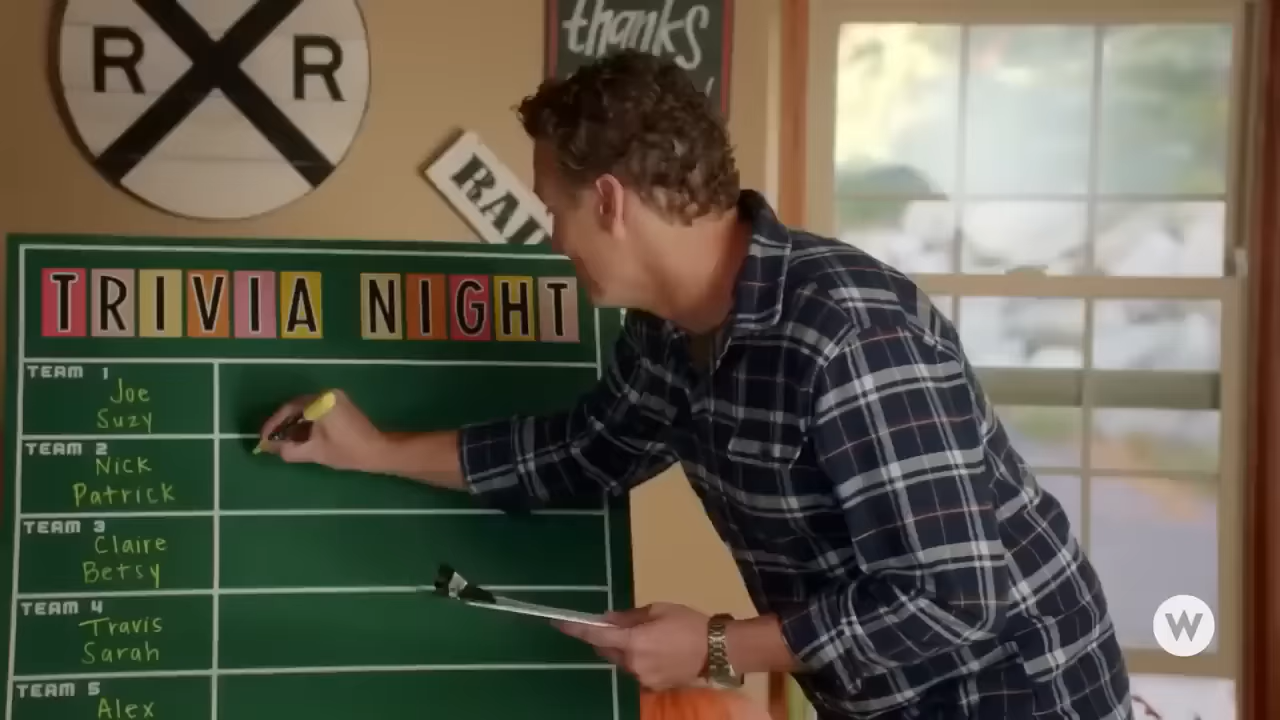 R R
thanks
RAI
TRIVIA NIGHT
TEAM 1
Joe
Suzy
TEAM 2
Nick
Patrick
TEAM 3
Claire
Betsy
TEAM 4
Travis
Sarah
TEAM 5
Alex
W